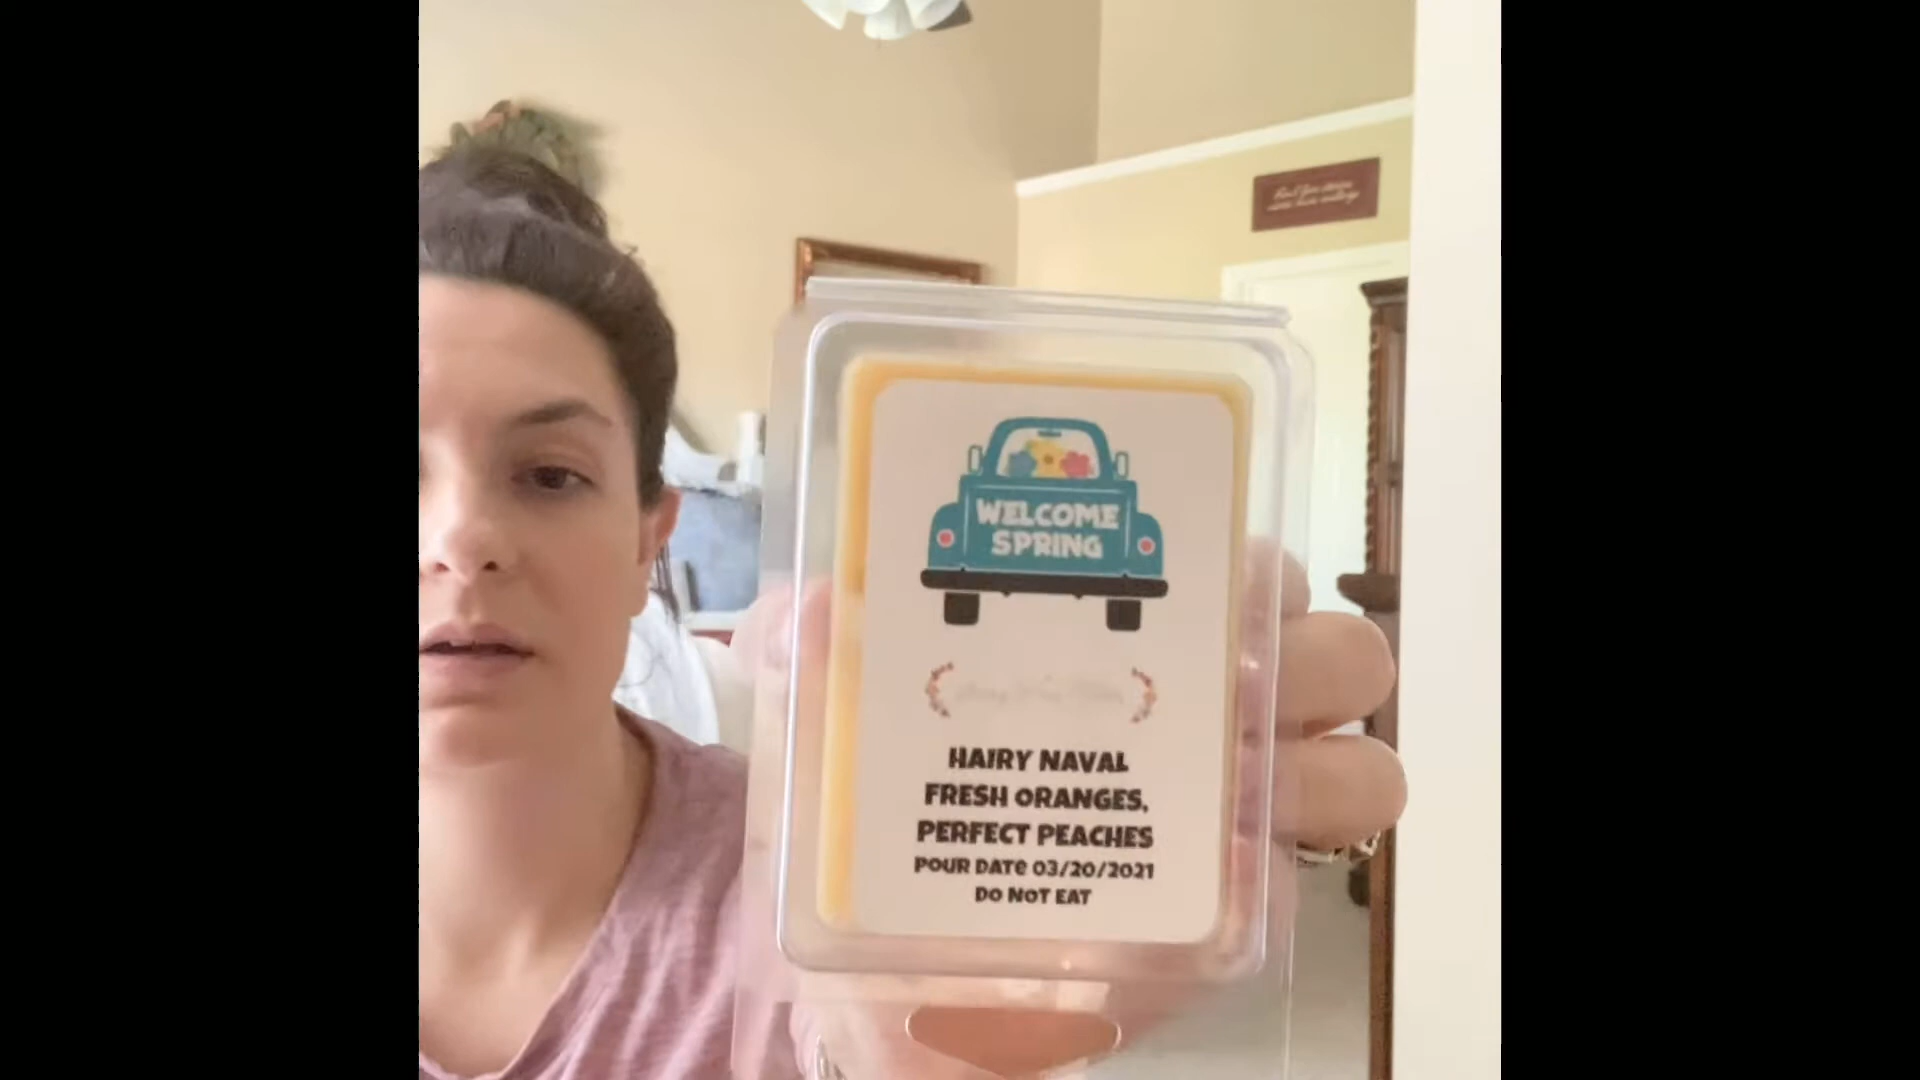 WELCOME
SPRING
HAIRY NAVAL
FRESH ORANGES,
PERFECT PEACHES
POUR DATE 03/20/2021
DO NOT EAT